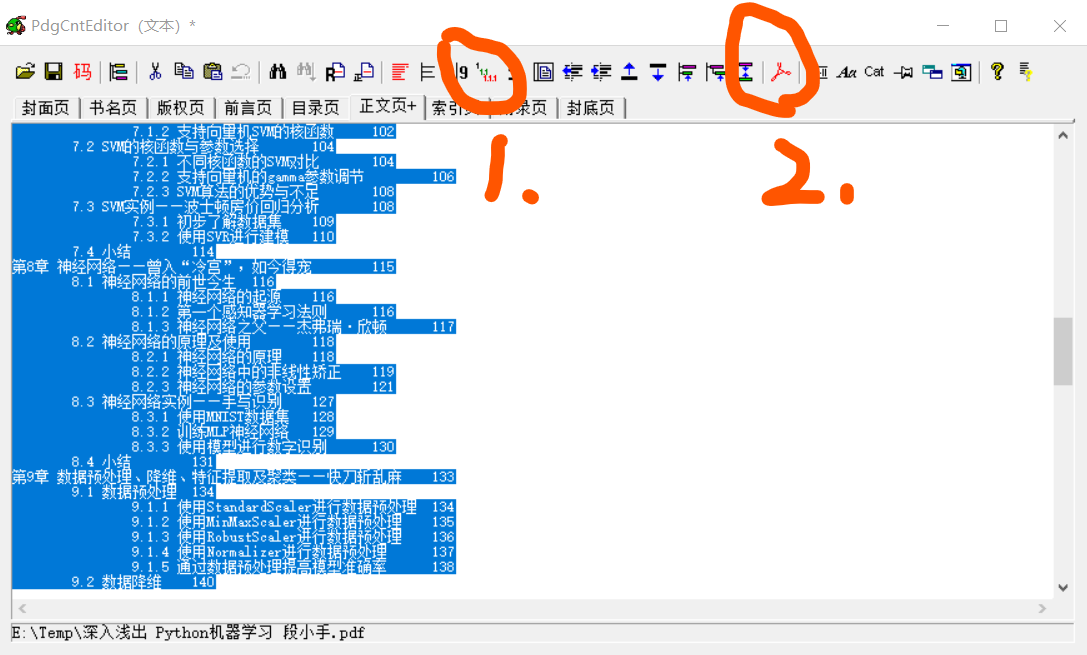 PdgCntEditor (文本) *
码 9 Aa Cat ?
封面页 书名页 版权页 前言页 目录页 正文页+ 索引 录页 封底页
1. 2.
7.1.2 支持向量机SVM的核函数 102
7.2 SVM的核函数与参数选择 104
7.2.1 不同核函数的SVM对比 104
7.2.2 支持向量机的gamma参数调节 106
7.2.3 SVM算法的优势与不足 108
7.3 SVM实例——波士顿房价回归分析 108
7.3.1 初步了解数据集 109
7.3.2 使用SVR进行建模 110
7.4 小结 114
第8章 神经网络——曾入“冷宫”，如今得宠 115
8.1 神经网络的前世今生 116
8.1.1 神经网络的起源 116
8.1.2 第一个感知器学习法则 116
8.1.3 神经网络之父——杰弗瑞·欣顿 117
8.2 神经网络的原理及使用 118
8.2.1 神经网络的原理 118
8.2.2 神经网络中的非线性矫正 119
8.2.3 神经网络的参数设置 121
8.3 神经网络实例——手写识别 127
8.3.1 使用MNIST数据集 128
8.3.2 训练MLP神经网络 129
8.3.3 使用模型进行数字识别 130
8.4 小结 131
第9章 数据预处理、降维、特征提取及聚类——快刀斩乱麻 133
9.1 数据预处理 134
9.1.1 使用StandardScaler进行数据预处理 134
9.1.2 使用MinMaxScaler进行数据预处理 135
9.1.3 使用RobustScaler进行数据预处理 136
9.1.4 使用Normalizer进行数据预处理 137
9.1.5 通过数据预处理提高模型准确率 138
9.2 数据降维 140
E:\Temp\深入浅出 Python机器学习 段小手.pdf